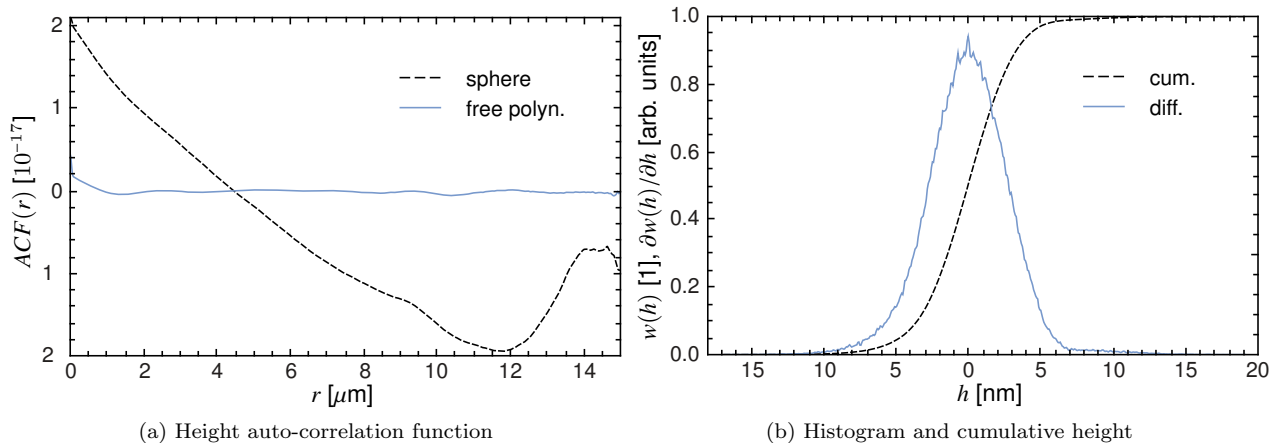 2
1
0
1
2
ACF(r) [10⁻¹⁷]
sphere
free polyn.
0 2 4 6 8 10 12 14
r [μm]
(a) Height auto-correlation function
1.0
0.8
0.6
0.4
0.2
0.0
w(h) [1], ∂w(h)/∂h [arb. units]
cum.
diff.
15 10 5 0 5 10 15 20
h [nm]
(b) Histogram and cumulative height